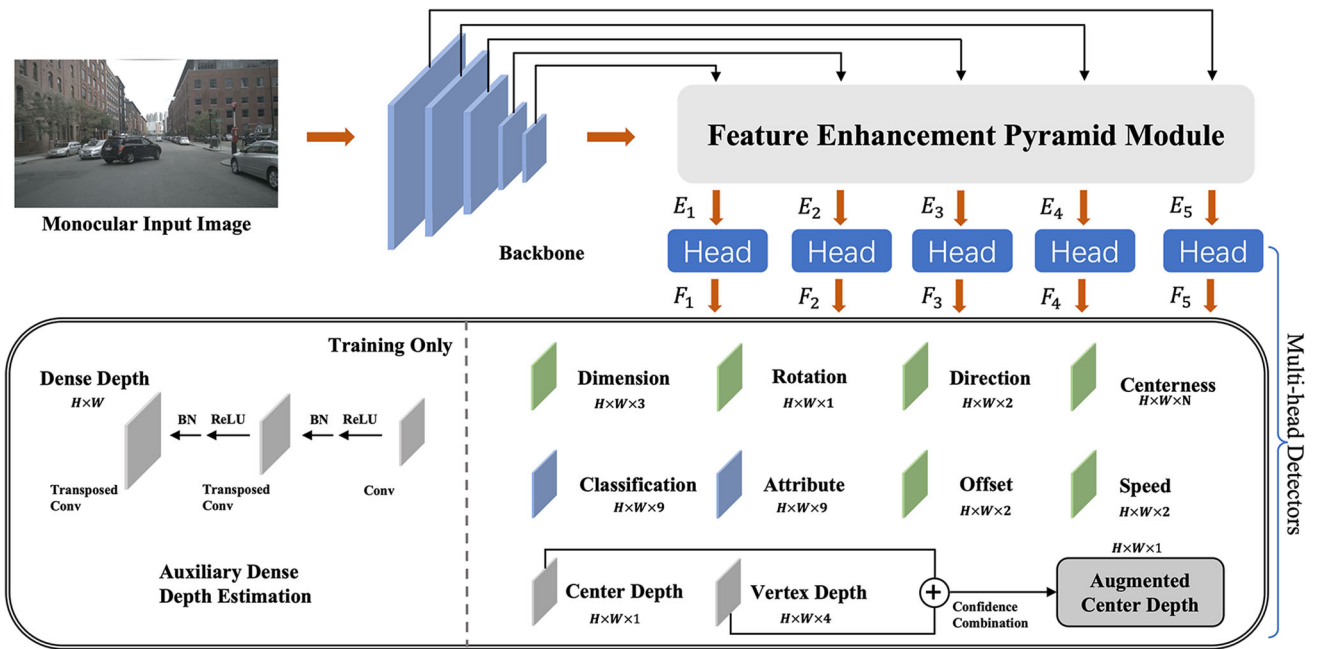 Monocular Input Image
Backbone
Feature Enhancement Pyramid Module
E₁ E₂ E₃ E₄ E₅
Head Head Head Head Head
F₁ F₂ F₃ F₄ F₅
Multi-head Detectors
Training Only
Dense Depth
H×W
BN ReLU BN ReLU
Transposed Conv
Transposed Conv
Conv
Auxiliary Dense
Depth Estimation
Dimension
H×W×3
Rotation
H×W×1
Direction
H×W×2
Centerness
H×W×N
Classification
H×W×9
Attribute
H×W×9
Offset
H×W×2
Speed
H×W×2
Center Depth
H×W×1
Vertex Depth
H×W×4
+
Confidence
Combination
H×W×1
Augmented
Center Depth